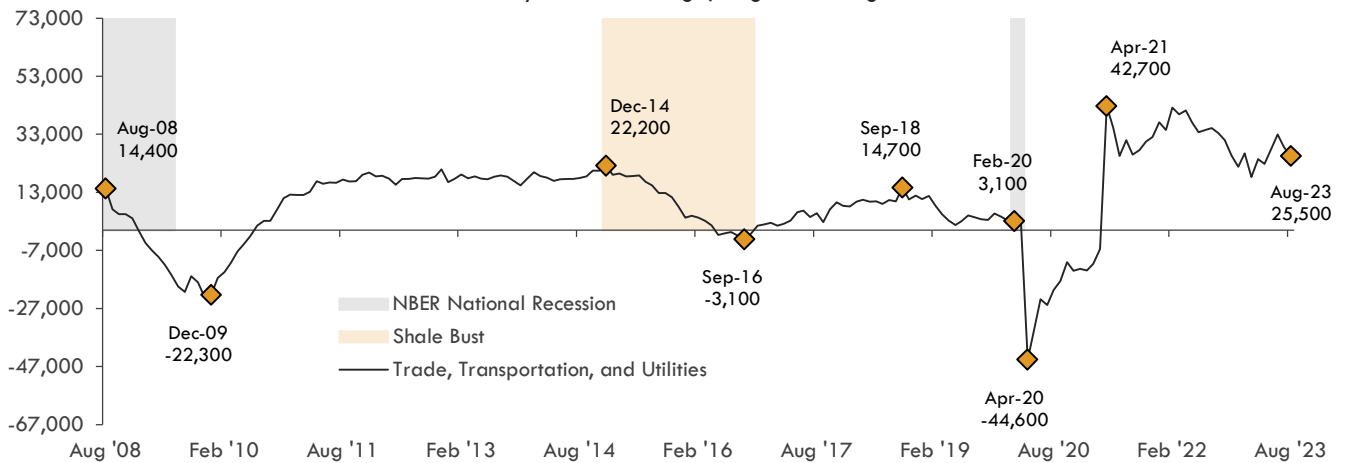 73,000
53,000
33,000
13,000
-7,000
-27,000
-47,000
-67,000
Aug-08
14,400
Dec-09
-22,300
Dec-14
22,200
Sep-16
-3,100
Sep-18
14,700
Feb-20
3,100
Apr-20
-44,600
Apr-21
42,700
Aug-23
25,500
NBER National Recession
Shale Bust
Trade, Transportation, and Utilities
Aug '08
Feb '10
Aug '11
Feb '13
Aug '14
Feb '16
Aug '17
Feb '19
Aug '20
Feb '22
Aug '23